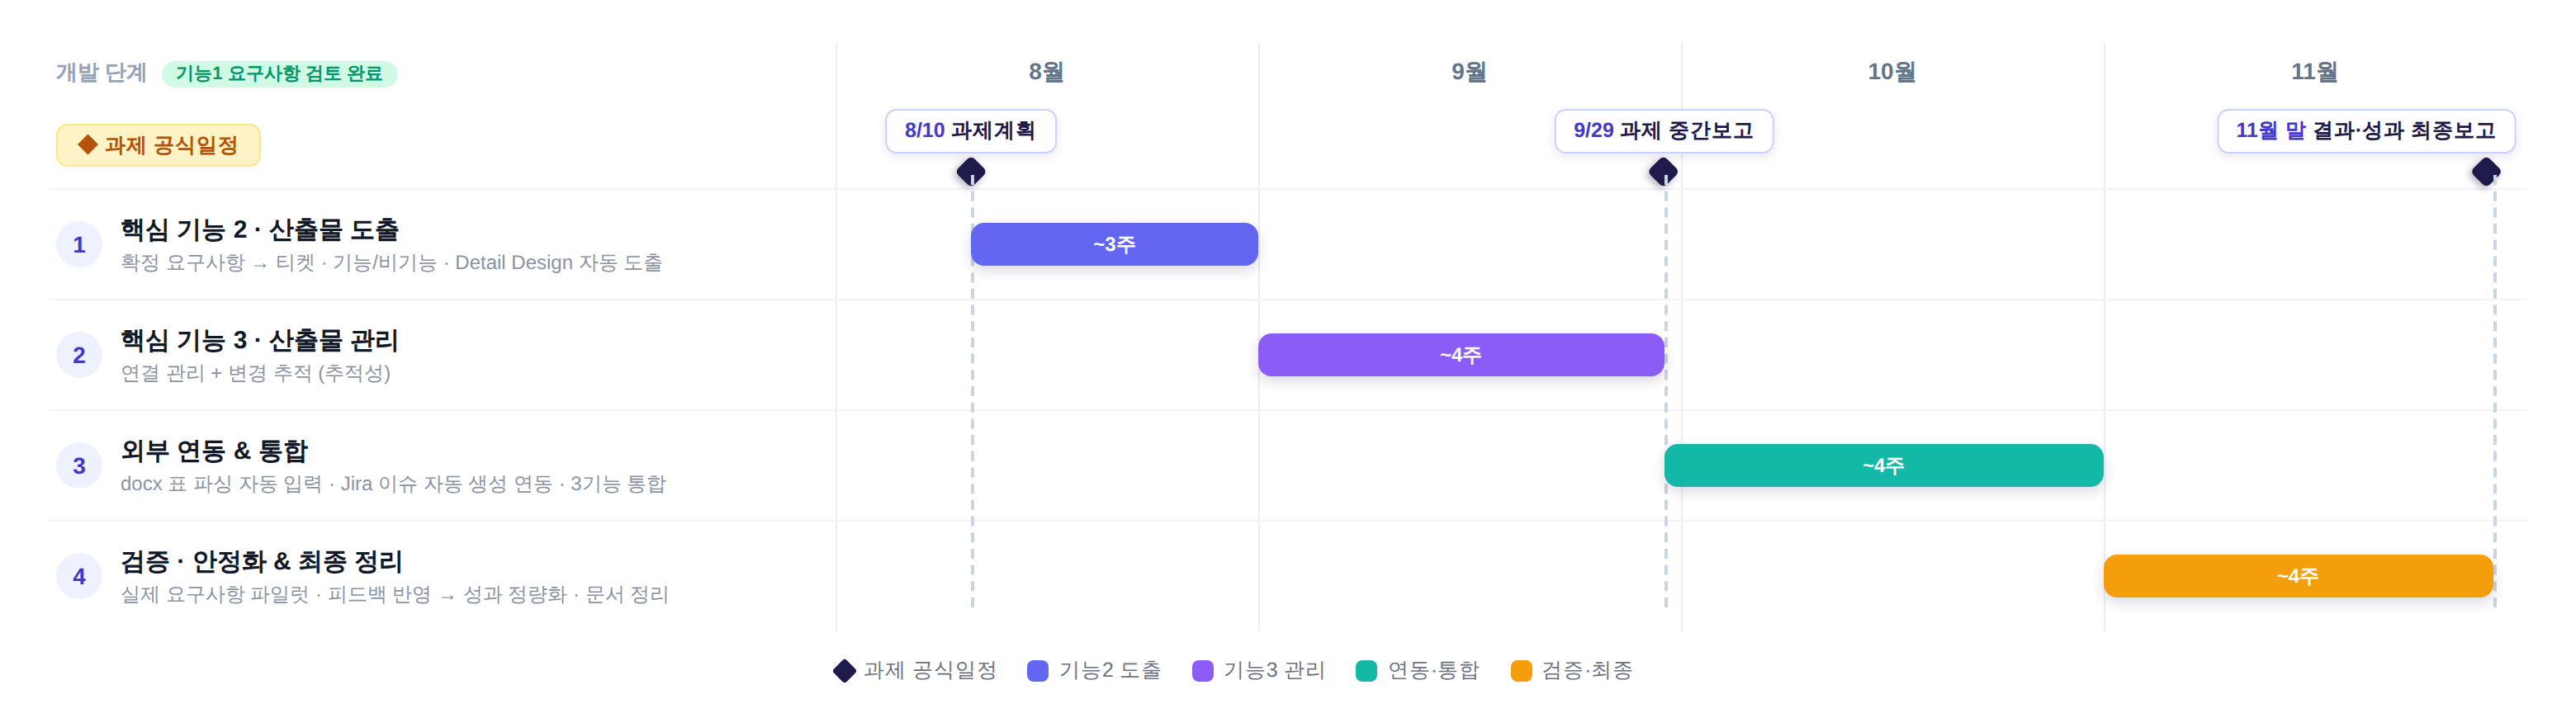 개발 단계 기능1 요구사항 검토 완료
8월 9월 10월 11월
◆ 과제 공식일정
8/10 과제계획
9/29 과제 중간보고
11월 말 결과·성과 최종보고
1 핵심 기능 2 · 산출물 도출
확정 요구사항 → 티켓 · 기능/비기능 · Detail Design 자동 도출
~3주
2 핵심 기능 3 · 산출물 관리
연결 관리 + 변경 추적 (추적성)
~4주
3 외부 연동 & 통합
docx 표 파싱 자동 입력 · Jira 이슈 자동 생성 연동 · 3기능 통합
~4주
4 검증 · 안정화 & 최종 정리
실제 요구사항 파일럿 · 피드백 반영 → 성과 정량화 · 문서 정리
~4주
과제 공식일정 기능2 도출 기능3 관리 연동·통합 검증·최종